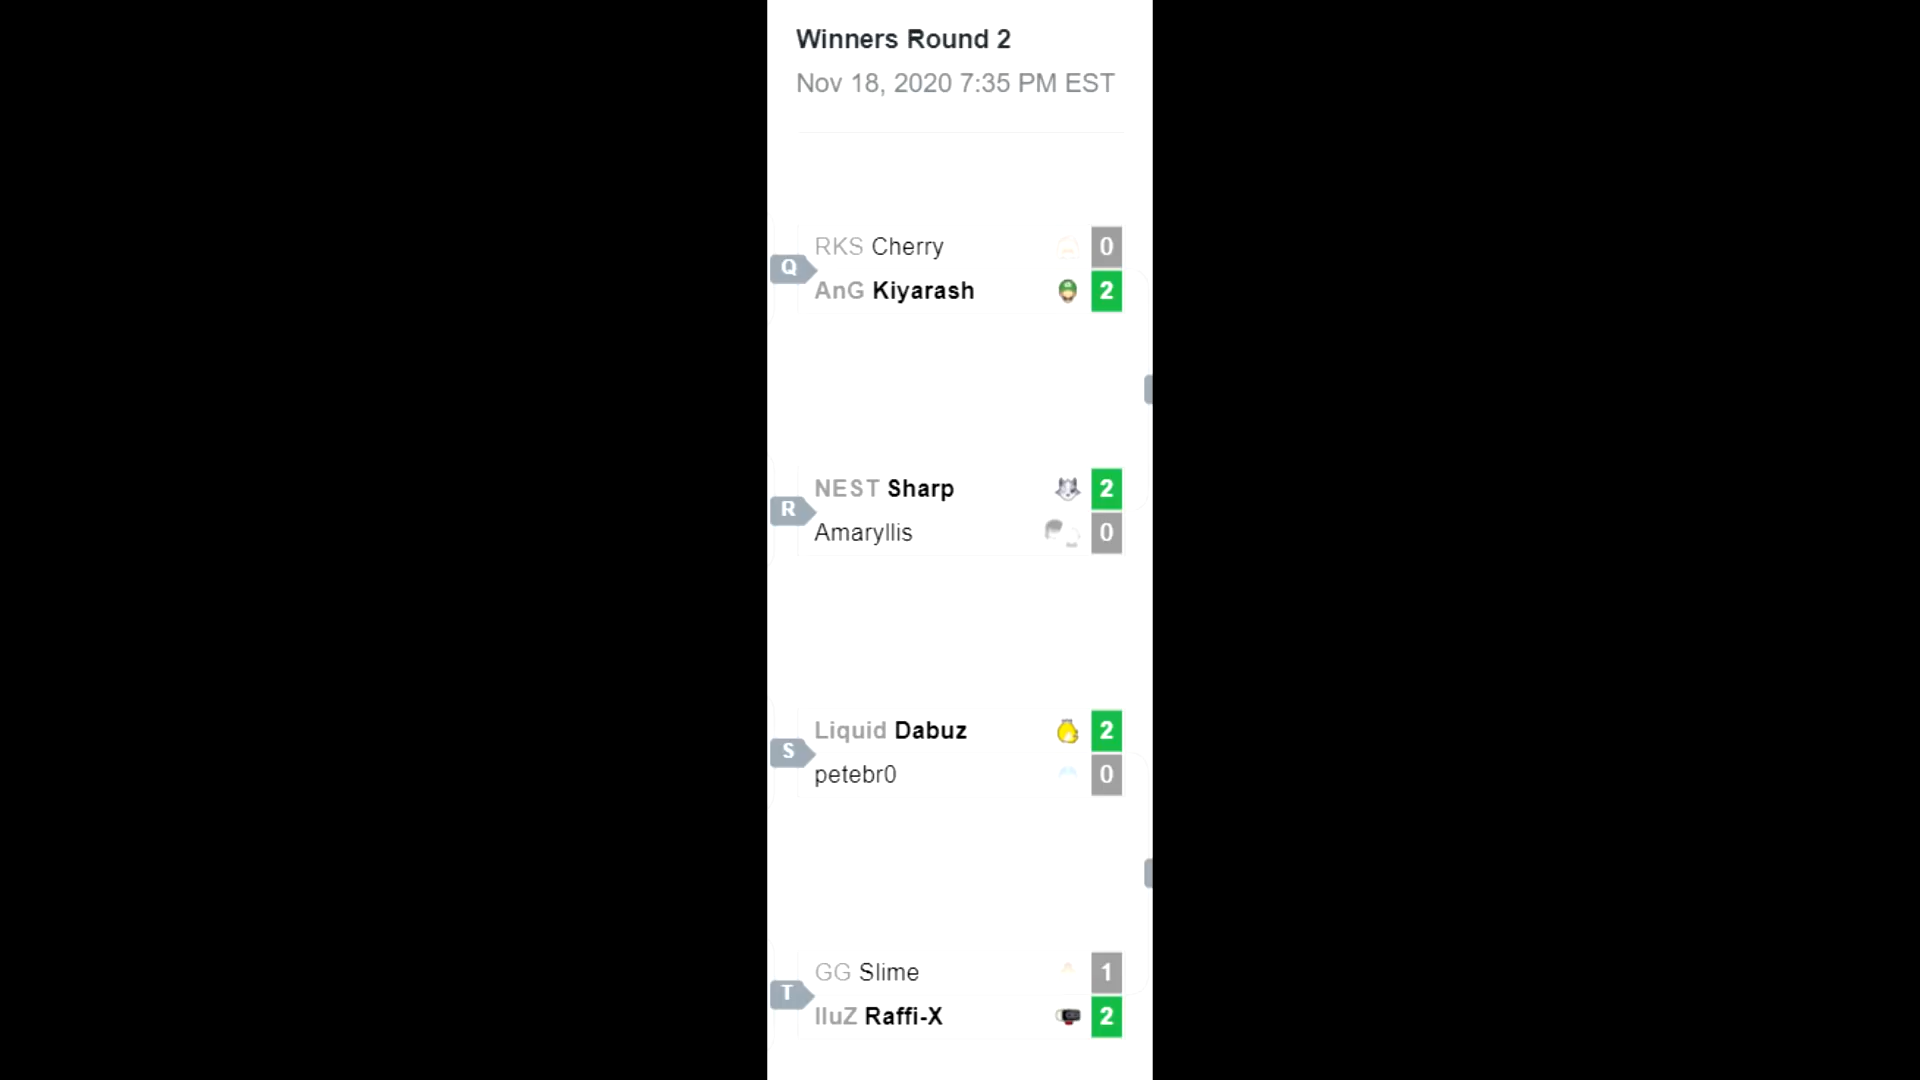 Winners Round 2
Nov 18, 2020 7:35 PM EST
Q
RKS Cherry 0
AnG Kiyarash 2
R
NEST Sharp 2
Amaryllis 0
S
Liquid Dabuz 2
petebr0 0
T
GG Slime 1
lluZ Raffi-X 2